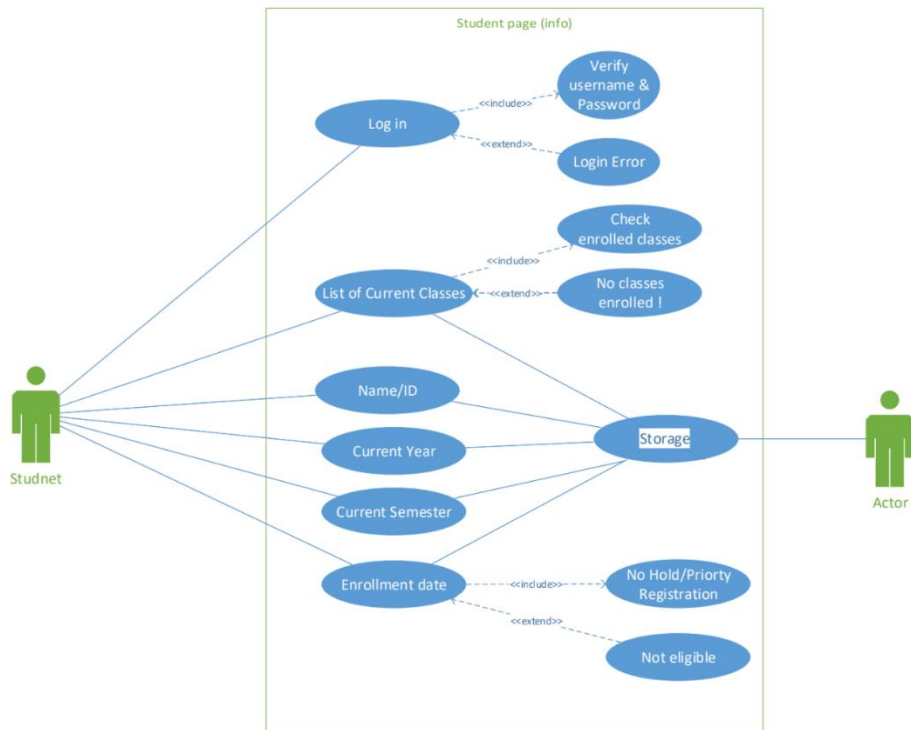 Student page (info)
Verify
username &
Password
<<include>>
Log in
<<extend>>
Login Error
Check
enrolled classes
<<include>>
List of Current Classes
<<extend>>
No classes
enrolled !
Name/ID
Storage
Current Year
Studnet
Actor
Current Semester
Enrollment date
<<include>>
No Hold/Priorty
Registration
<<extend>>
Not eligible